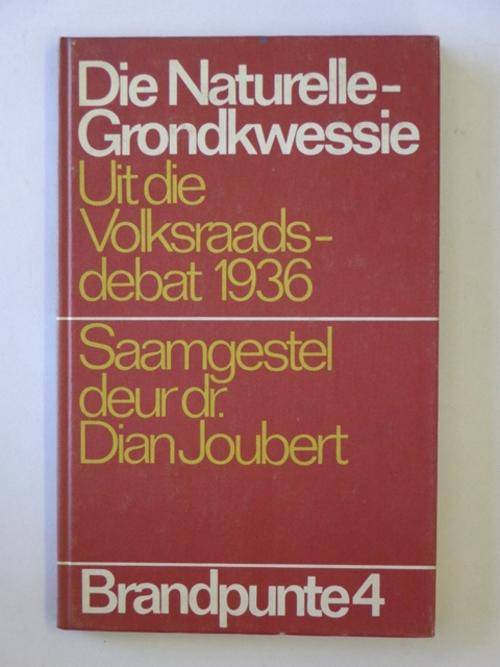 Die Naturelle-
Grondkwessie
Uit die
Volksraads-
debat 1936
Saamgestel
deur dr.
Dian Joubert
Brandpunte 4